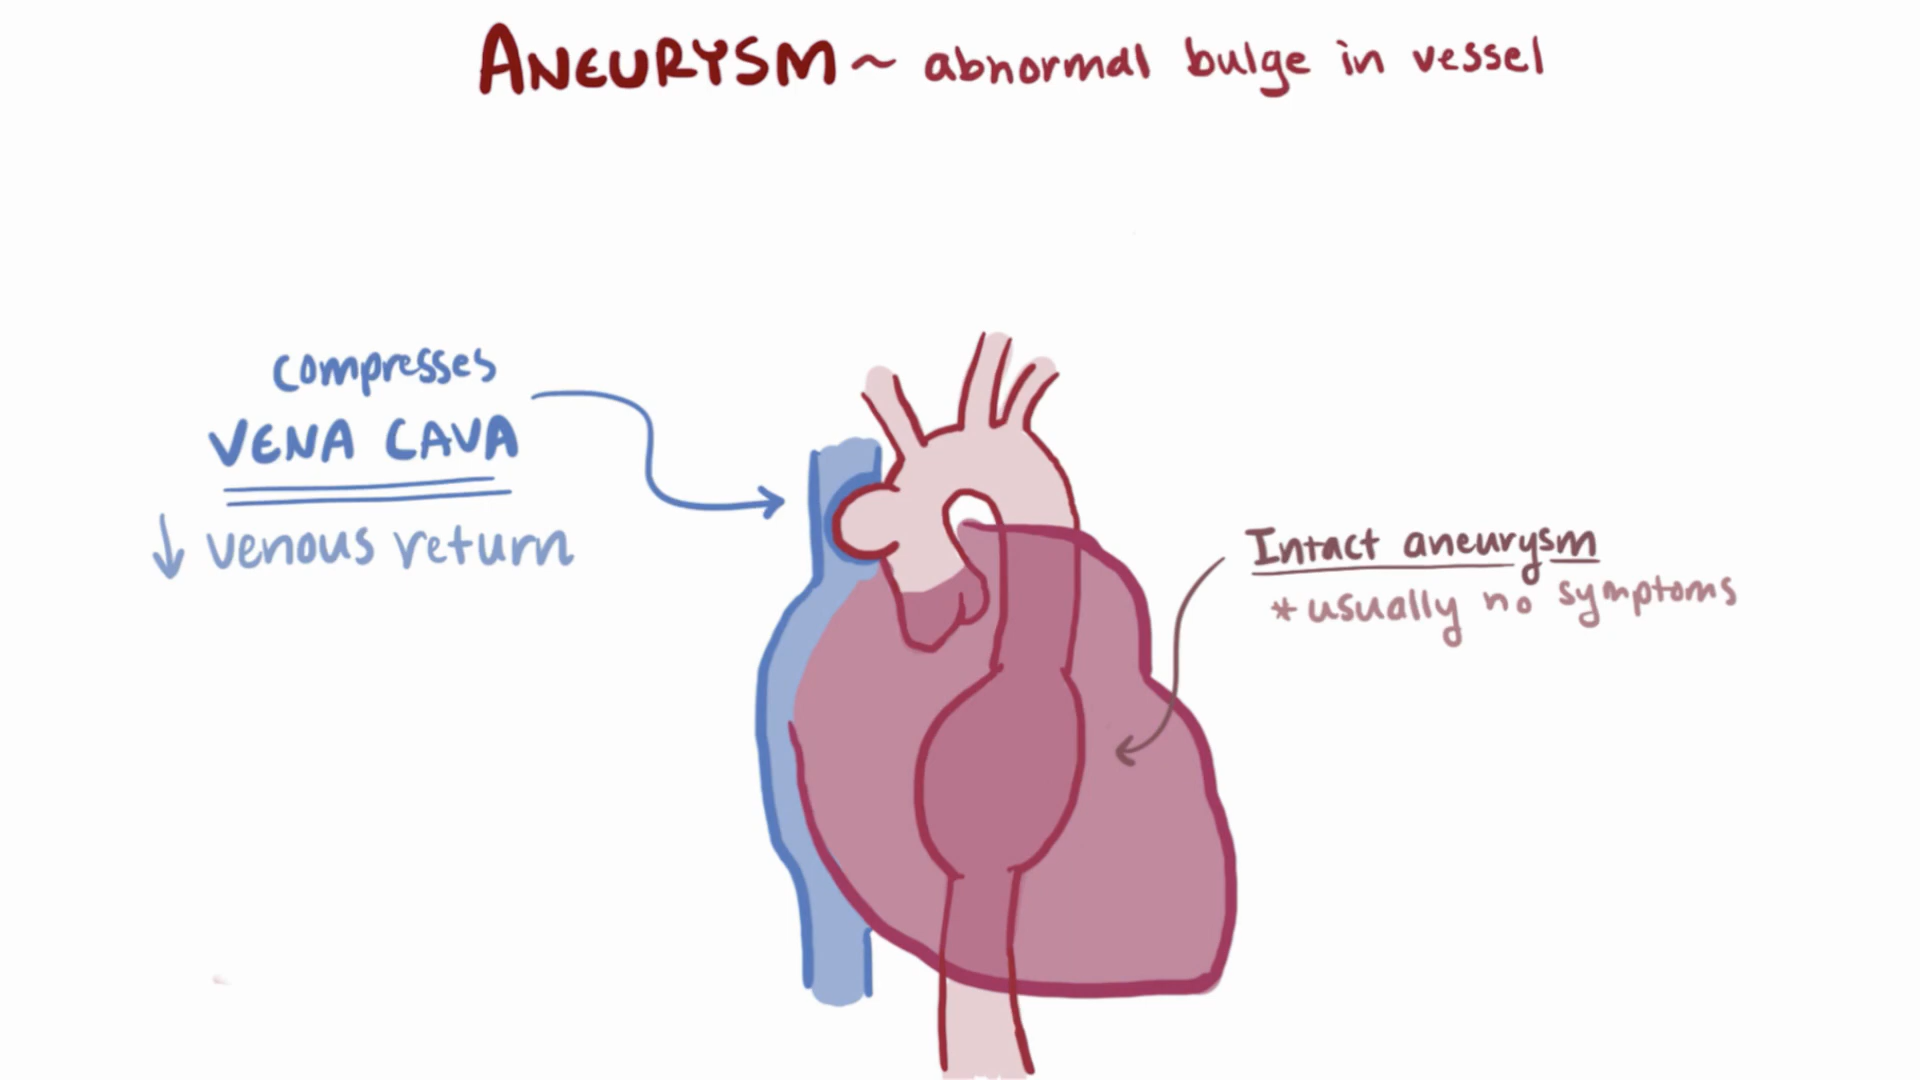 ANEURYSM ~ abnormal bulge in vessel
compresses
VENA CAVA
↓ venous return
Intact aneurysm
* usually no symptoms